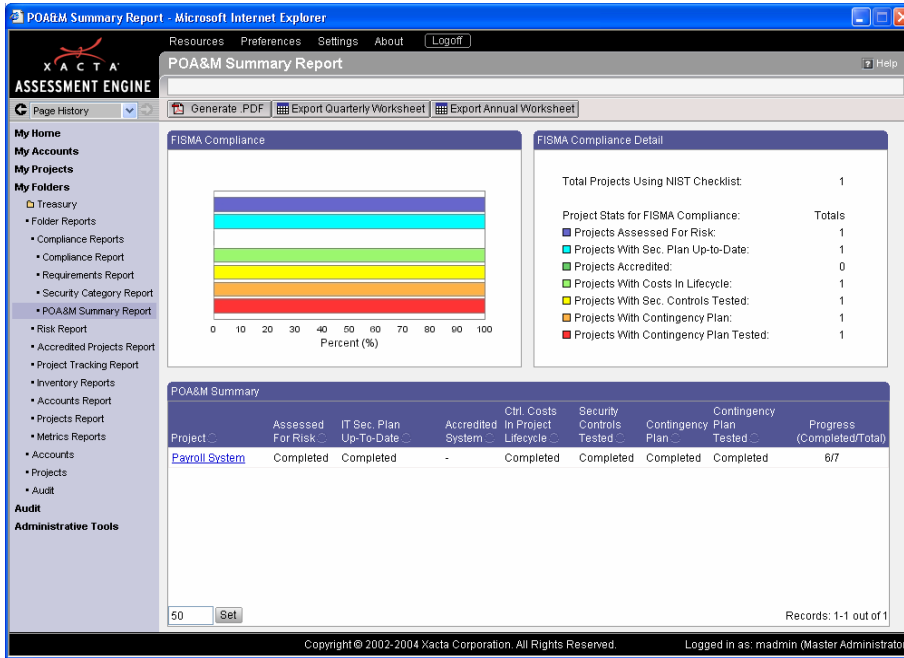 POA&M Summary Report - Microsoft Internet Explorer
XACTA
ASSESSMENT ENGINE
Resources Preferences Settings About Logoff
POA&M Summary Report
? Help
Page History
Generate .PDF Export Quarterly Worksheet Export Annual Worksheet
My Home
My Accounts
My Projects
My Folders
Treasury
Folder Reports
Compliance Reports
Compliance Report
Requirements Report
Security Category Report
POA&M Summary Report
Risk Report
Accredited Projects Report
Project Tracking Report
Inventory Reports
Accounts Report
Projects Report
Metrics Reports
Accounts
Projects
Audit
Audit
Administrative Tools
FISMA Compliance
0 10 20 30 40 50 60 70 80 90 100
Percent (%)
FISMA Compliance Detail
Total Projects Using NIST Checklist: 1
Project Stats for FISMA Compliance: Totals
Projects Assessed For Risk: 1
Projects With Sec. Plan Up-to-Date: 1
Projects Accredited: 0
Projects With Costs In Lifecycle: 1
Projects With Sec. Controls Tested: 1
Projects With Contingency Plan: 1
Projects With Contingency Plan Tested: 1
POA&M Summary
Ctrl. Costs Security Contingency
Assessed IT Sec. Plan Accredited In Project Controls Contingency Plan Progress
Project For Risk Up-To-Date System Lifecycle Tested Plan Tested (Completed/Total)
Payroll System Completed Completed - Completed Completed Completed Completed 6/7
50 Set
Records: 1-1 out of 1
Copyright © 2002-2004 Xacta Corporation. All Rights Reserved. Logged in as: madmin (Master Administrator